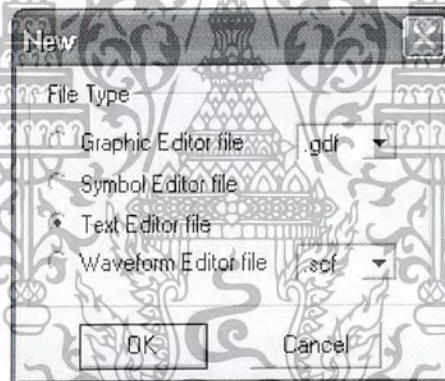 New
File Type
Graphic Editor file .gdf
Symbol Editor file
Text Editor file
Waveform Editor file .scf
OK Cancel